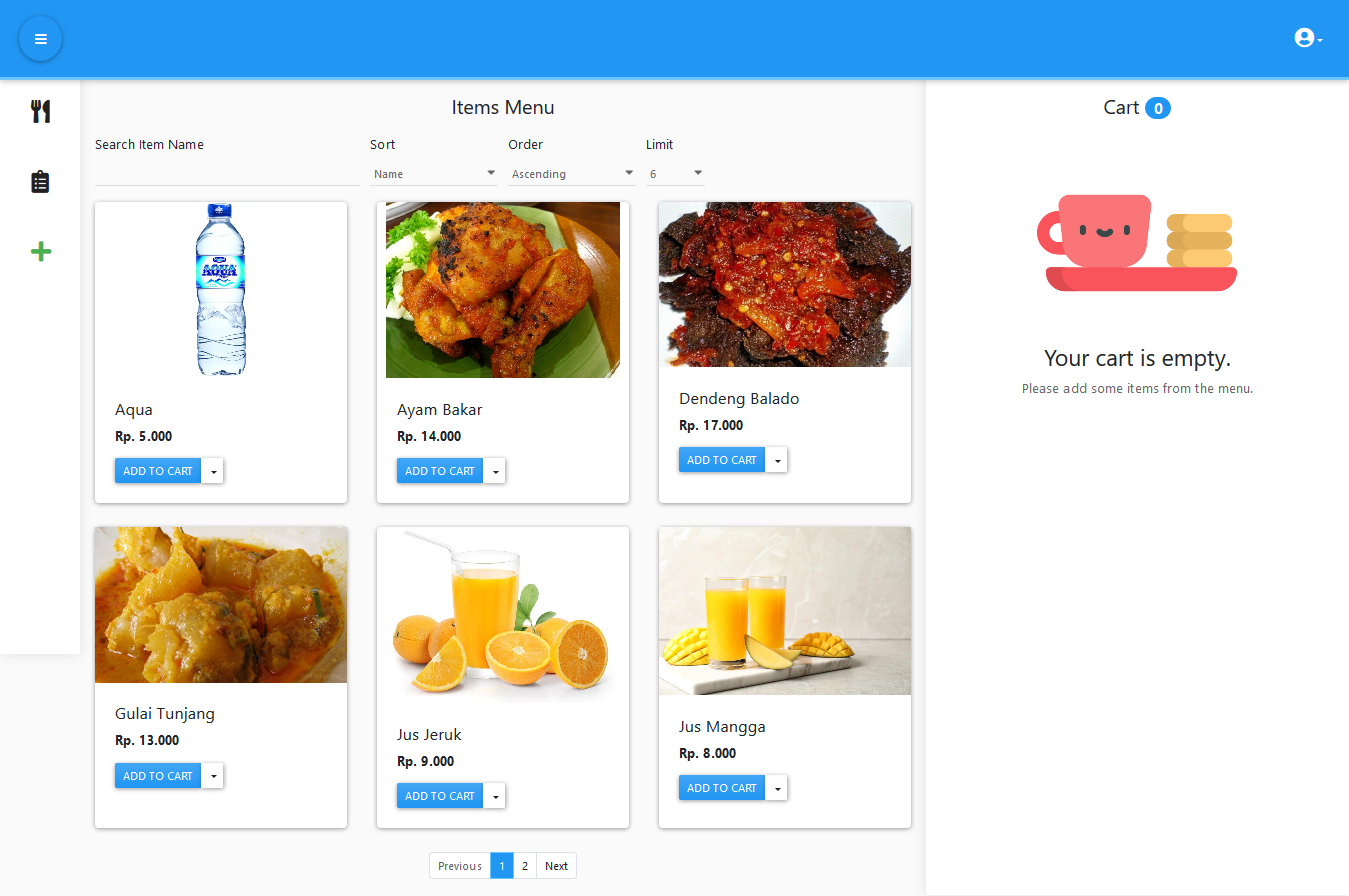 Items Menu
Cart 0
Search Item Name
Sort
Order
Limit
Name
Ascending
6
AQUA
Aqua
Rp. 5.000
ADD TO CART
Ayam Bakar
Rp. 14.000
ADD TO CART
Dendeng Balado
Rp. 17.000
ADD TO CART
Gulai Tunjang
Rp. 13.000
ADD TO CART
Jus Jeruk
Rp. 9.000
ADD TO CART
Jus Mangga
Rp. 8.000
ADD TO CART
Previous 1 2 Next
Your cart is empty.
Please add some items from the menu.